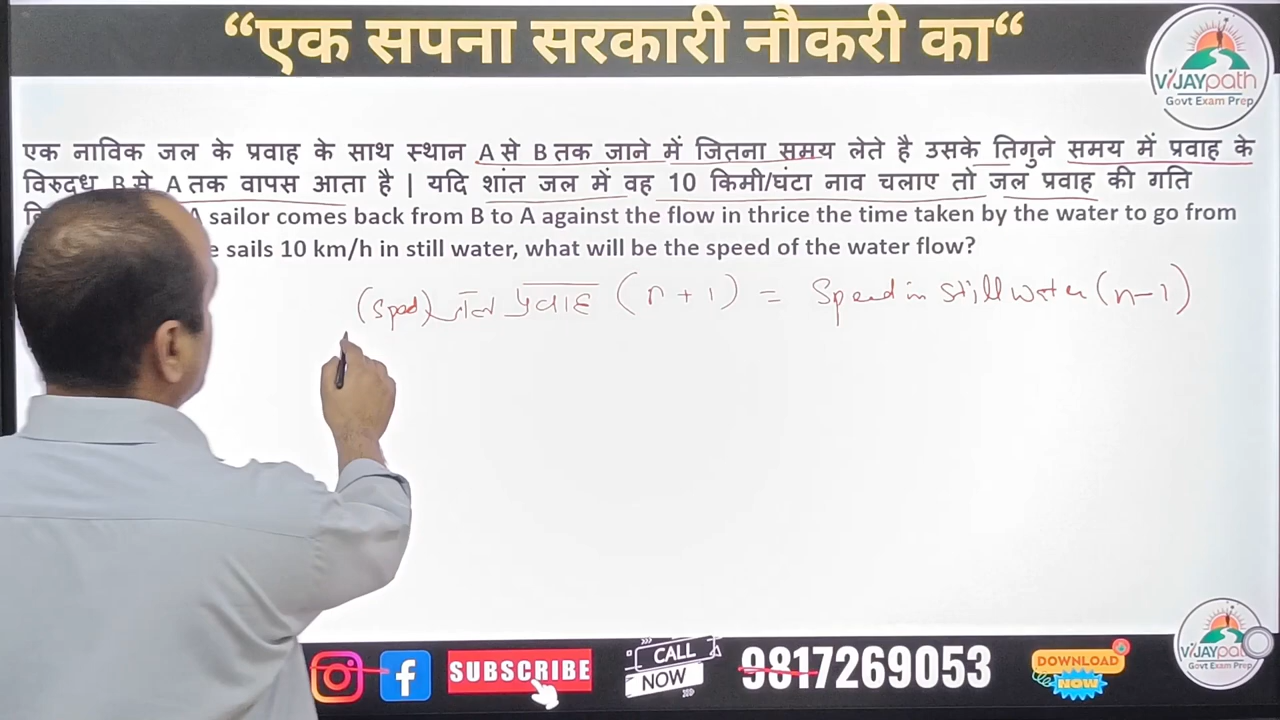 “एक सपना सरकारी नौकरी का“
VIJAYpath
Govt Exam Prep
एक नाविक जल के प्रवाह के साथ स्थान A से B तक जाने में जितना समय लेते है उसके तिगुने समय में प्रवाह के
विरुद्ध B से A तक वापस आता है | यदि शांत जल में वह 10 किमी/घंटा नाव चलाए तो जल प्रवाह की गति
A sailor comes back from B to A against the flow in thrice the time taken by the water to go from
sails 10 km/h in still water, what will be the speed of the water flow?
(Speed) जल प्रवाह (n + 1) = Speed in still water (n-1)
SUBSCRIBE
CALL
NOW
9817269053
DOWNLOAD
NOW
VIJAYpath
Govt Exam Prep